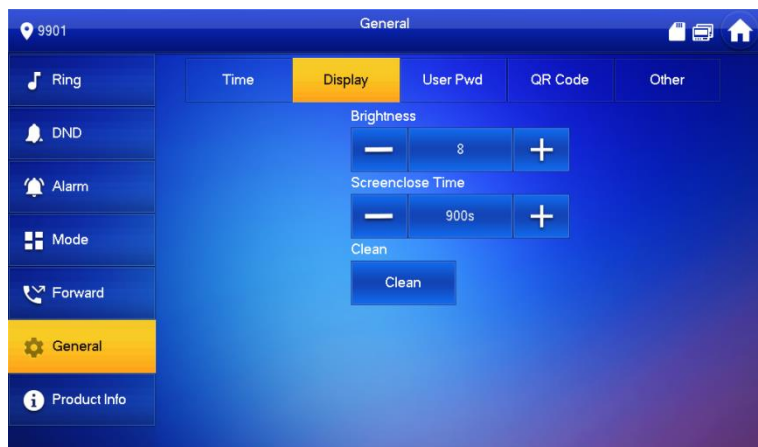 9901
General
Ring
DND
Alarm
Mode
Forward
General
Product Info
Time
Display
User Pwd
QR Code
Other
Brightness
8
Screenclose Time
900s
Clean
Clean